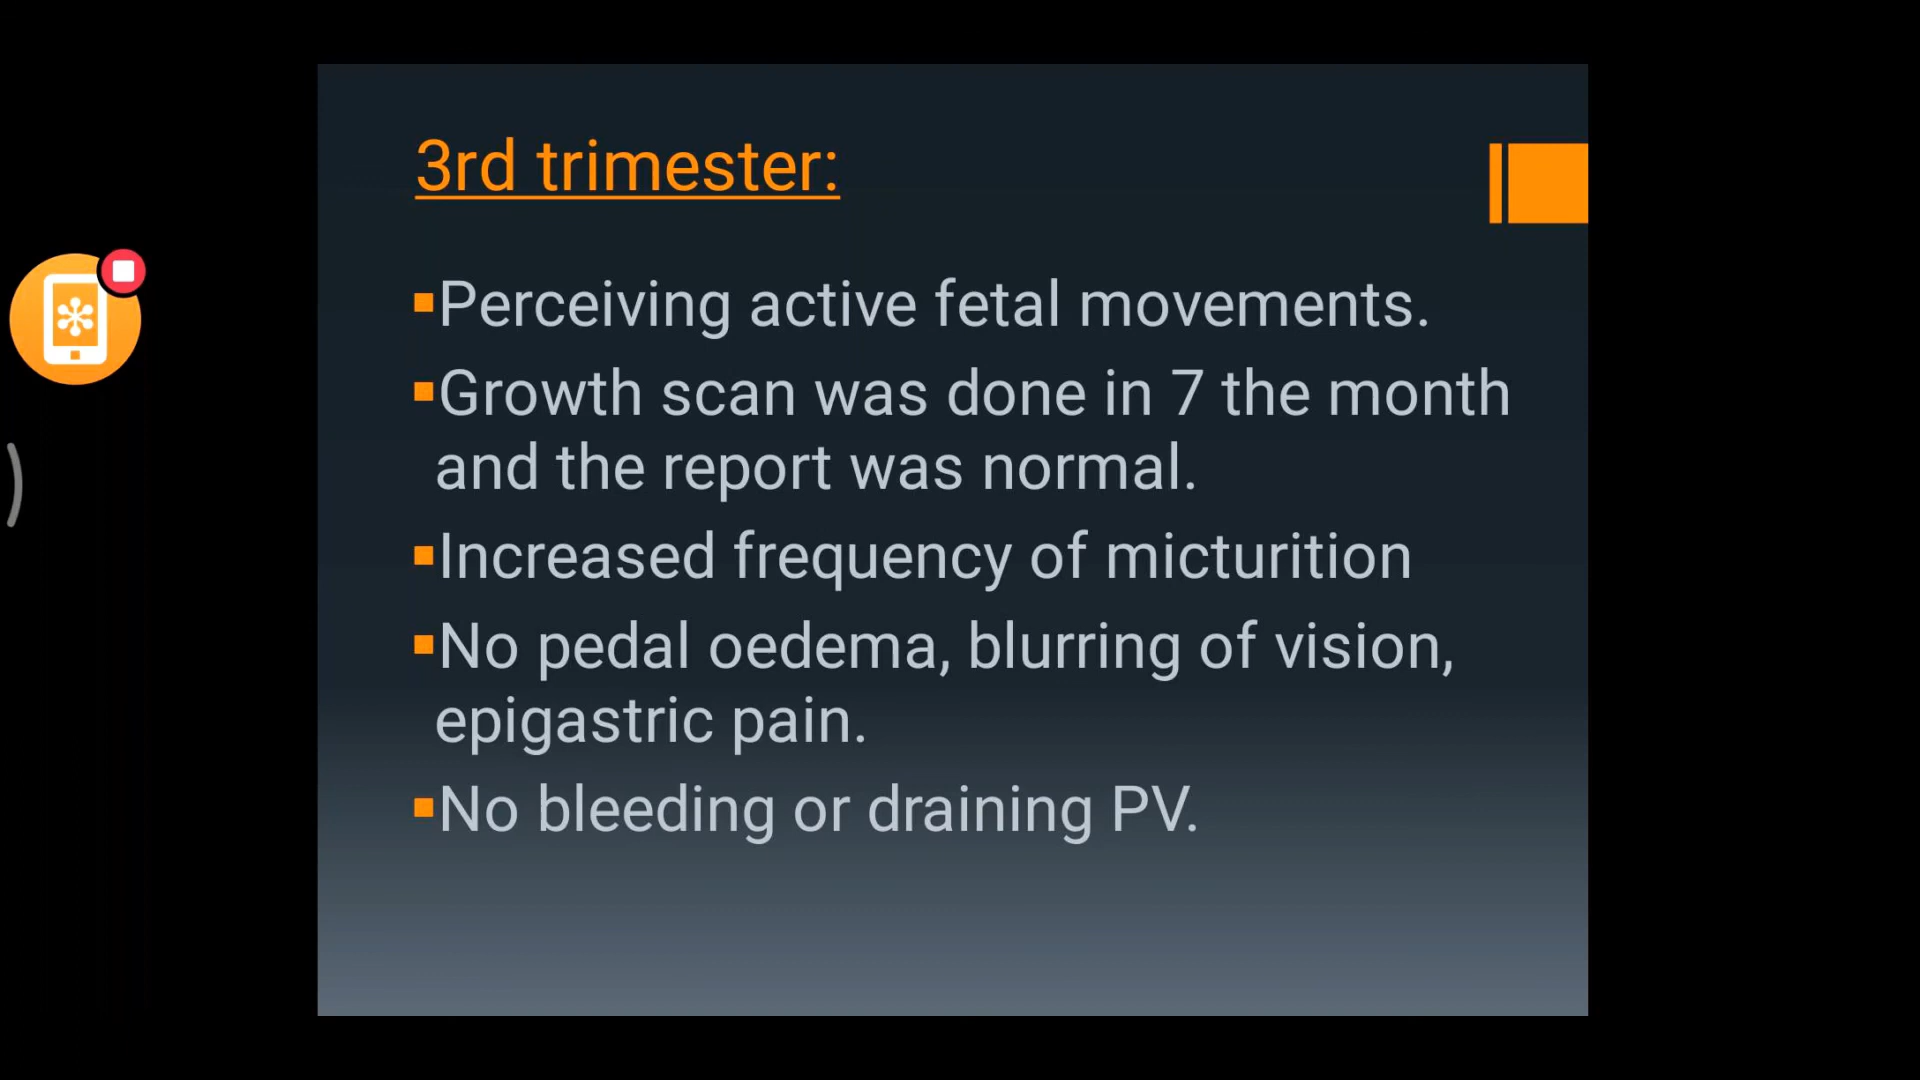 3rd trimester:
▪Perceiving active fetal movements.
▪Growth scan was done in 7 the month
and the report was normal.
▪Increased frequency of micturition
▪No pedal oedema, blurring of vision,
epigastric pain.
▪No bleeding or draining PV.